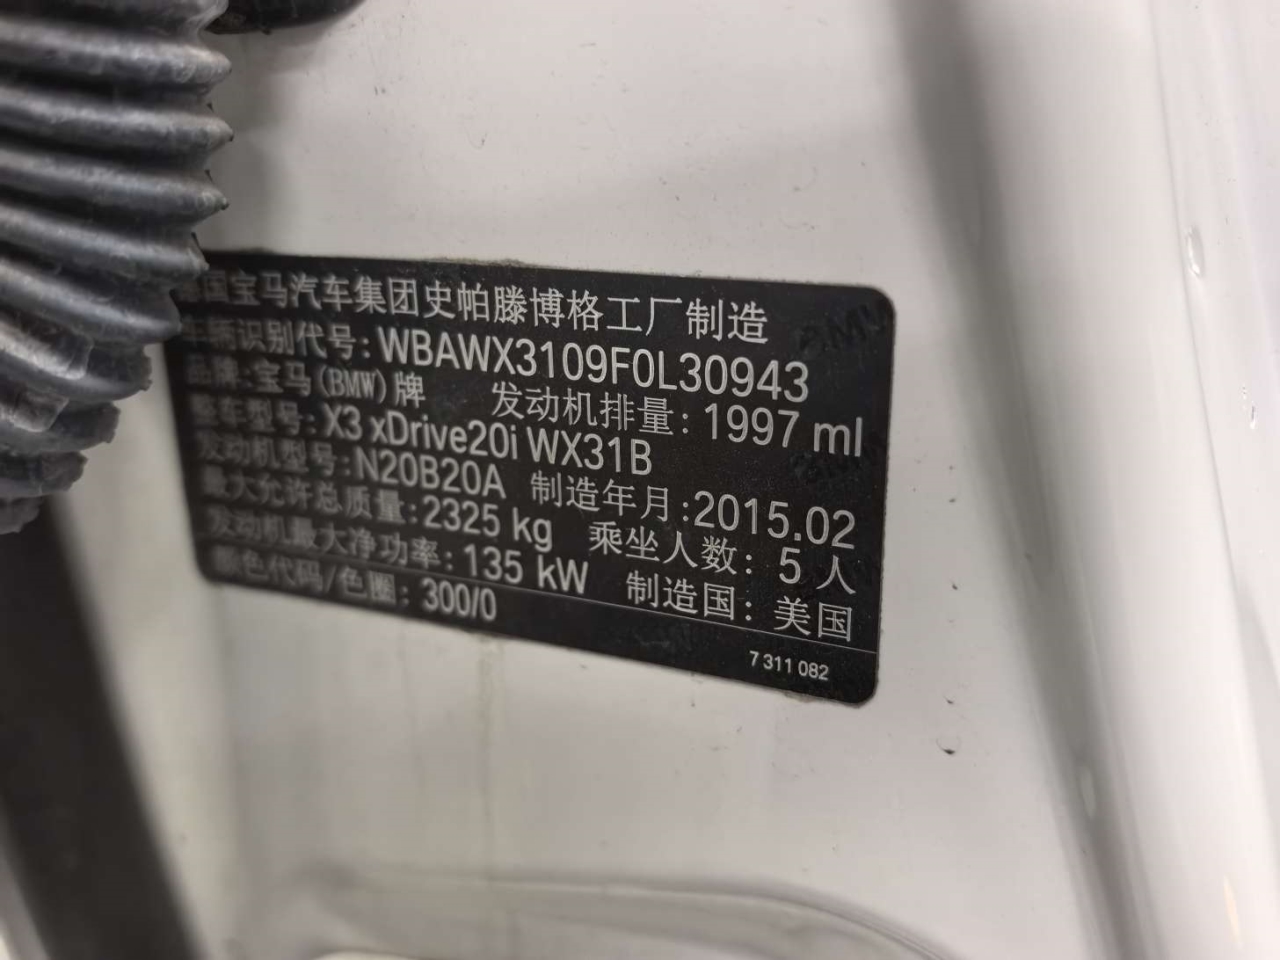 国宝马汽车集团史帕滕博格工厂制造
车辆识别代号: WBAWX3109F0L30943
品牌: 宝马(BMW)牌 发动机排量: 1997 ml
整车型号: X3 xDrive20i WX31B
发动机型号: N20B20A 制造年月: 2015.02
最大允许总质量: 2325 kg 乘坐人数: 5 人
发动机最大净功率: 135 kW 制造国: 美国
颜色代码/色圈: 300/0
7 311 082